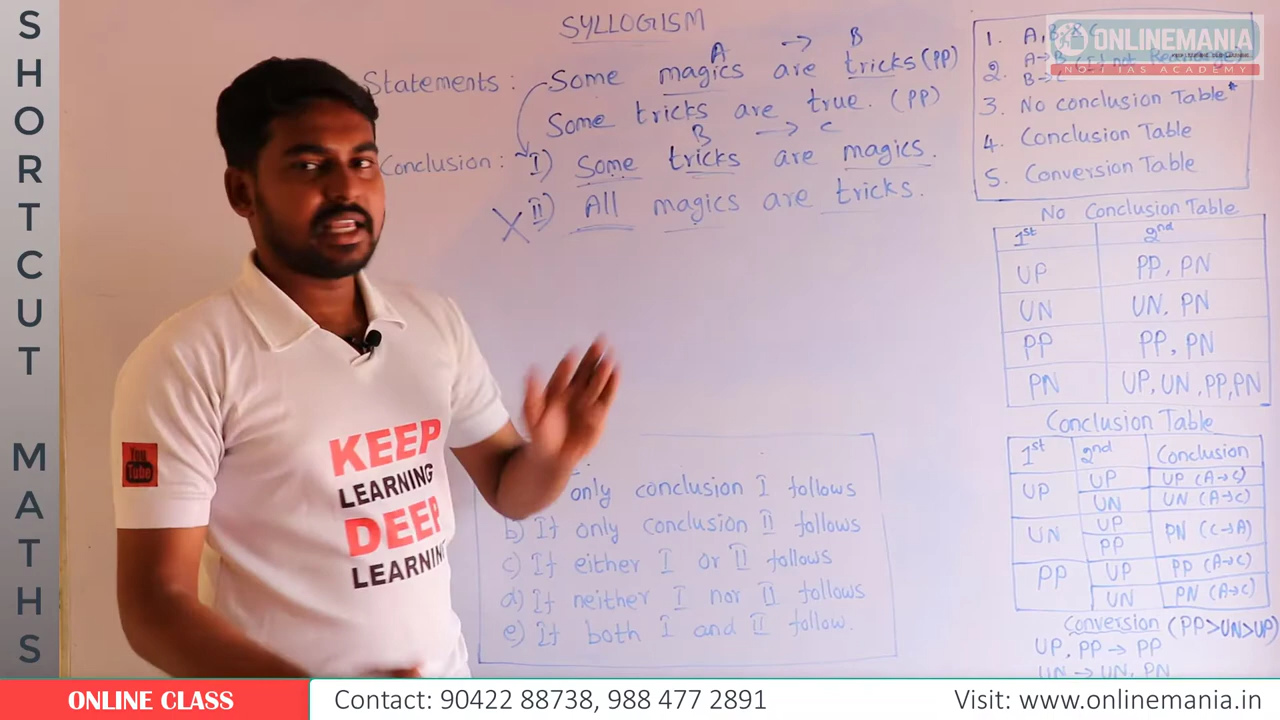 SHORTCUT MATHS
SYLLOGISM
A → B
Statements : Some magics are tricks (PP)
Some tricks are true. (PP)
B → C
Conclusion : I) Some tricks are magics.
X II) All magics are tricks.
only conclusion I follows
b) If only conclusion II follows
c) If either I or II follows
d) If neither I nor II follows
e) If both I and II follow.
1. A, B, C
2. A→B (If not Rearrange)
B→C
3. No conclusion Table*
4. Conclusion Table
5. Conversion Table
ONLINEMANIA
NO.1 IAS ACADEMY
No Conclusion Table
1st 2nd
UP PP, PN
UN UN, PN
PP PP, PN
PN UP, UN, PP, PN
Conclusion Table
1st 2nd Conclusion
UP UP UP (A→C)
UN UN (A→C)
UN UP PN (C→A)
PP
PP UP PP (A→C)
UN PN (A→C)
Conversion (PP>UN>UP)
UP, PP → PP
UN → UN, PN
You Tube
KEEP
LEARNING
DEEP
LEARNING
ONLINE CLASS Contact: 90422 88738, 988 477 2891 Visit: www.onlinemania.in